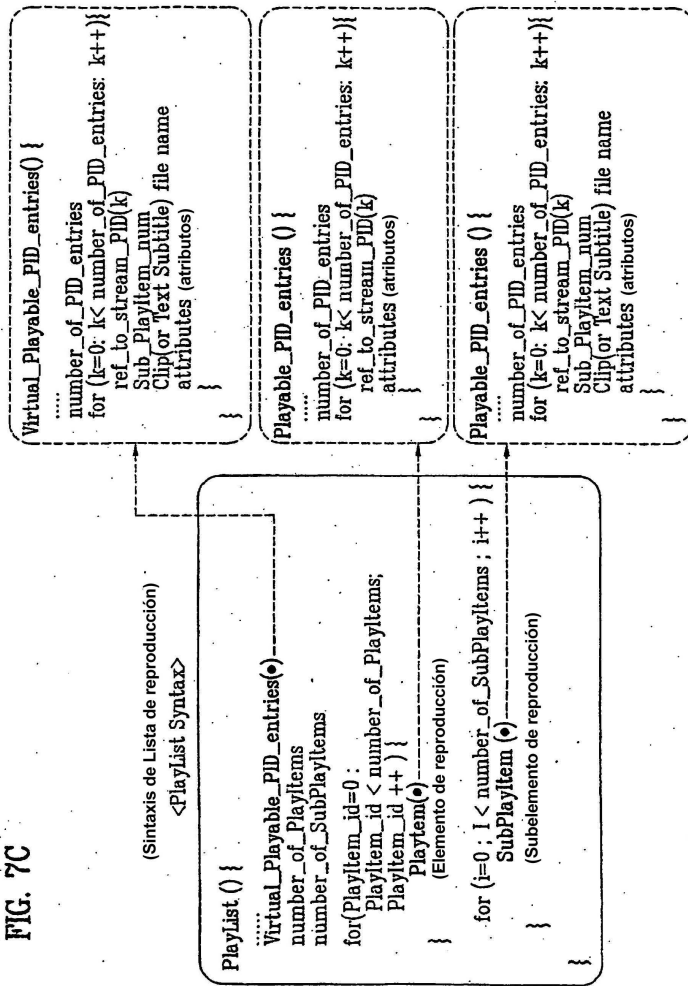 FIG. 7C
(Sintaxis de Lista de reproducción)
<PlayList Syntax>
PlayList () {
......
Virtual_Playable_PID_entries(•)
number_of_PlayItems
number_of_SubPlayItems
for(PlayItem_id=0 :
PlayItem_id < number_of_PlayItems;
PlayItem_id ++ ) {
Playtem(•)
(Elemento de reproducción)
}
for (i=0 ; I < number_of_SubPlayItems ; i++ ) {
SubPlayItem (•)
(Subelemento de reproducción)
}
}
Virtual_Playable_PID_entries() {
.....
number_of_PID_entries
for (k=0: k< number_of_PID_entries: k++){
ref_to_stream_PID(k)
Sub_PlayItem_num
Clip(or Text Subtitle) file name
attributes (atributos)
}
}
Playable_PID_entries () {
.....
number_of_PID_entries
for (k=0: k< number_of_PID_entries: k++){
ref_to_stream_PID(k)
attributes (atributos)
}
}
Playable_PID_entries () {
.....
number_of_PID_entries
for (k=0: k< number_of_PID_entries: k++){
ref_to_stream_PID(k)
Sub_PlayItem_num
Clip(or Text Subtitle) file name
attributes (atributos)
}
}